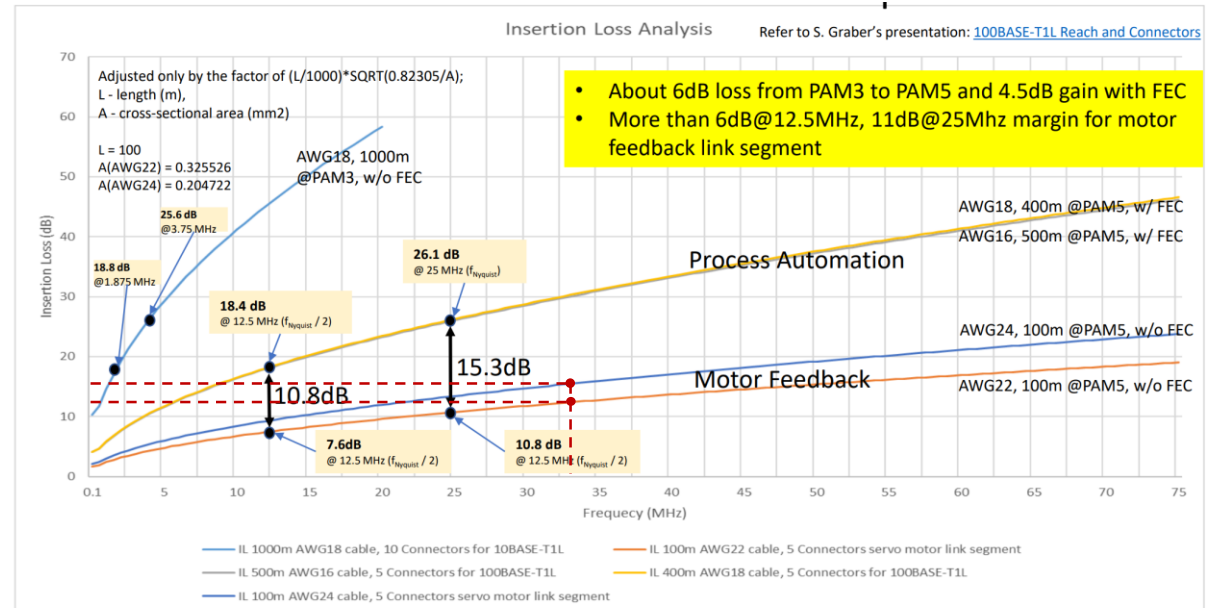 Insertion Loss Analysis
Refer to S. Graber's presentation: 100BASE-T1L Reach and Connectors
Adjusted only by the factor of (L/1000)*SQRT(0.82305/A);
L - length (m),
A - cross-sectional area (mm2)
L = 100
A(AWG22) = 0.325526
A(AWG24) = 0.204722
• About 6dB loss from PAM3 to PAM5 and 4.5dB gain with FEC
• More than 6dB@12.5MHz, 11dB@25Mhz margin for motor
feedback link segment
AWG18, 1000m
@PAM3, w/o FEC
25.6 dB
@3.75 MHz
18.8 dB
@1.875 MHz
18.4 dB
@ 12.5 MHz (fNyquist / 2)
26.1 dB
@ 25 MHz (fNyquist)
AWG18, 400m @PAM5, w/ FEC
AWG16, 500m @PAM5, w/ FEC
Process Automation
AWG24, 100m @PAM5, w/o FEC
15.3dB
Motor Feedback
AWG22, 100m @PAM5, w/o FEC
10.8dB
7.6dB
@ 12.5 MHz (fNyquist / 2)
10.8 dB
@ 12.5 MHz (fNyquist / 2)
Insertion Loss (dB)
70
60
50
40
30
20
10
0
0.1 5 10 15 20 25 30 35 40 45 50 55 60 65 70 75
Frequecy (MHz)
IL 1000m AWG18 cable, 10 Connectors for 10BASE-T1L
IL 100m AWG22 cable, 5 Connectors servo motor link segment
IL 500m AWG16 cable, 5 Connectors for 100BASE-T1L
IL 400m AWG18 cable, 5 Connectors for 100BASE-T1L
IL 100m AWG24 cable, 5 Connectors servo motor link segment